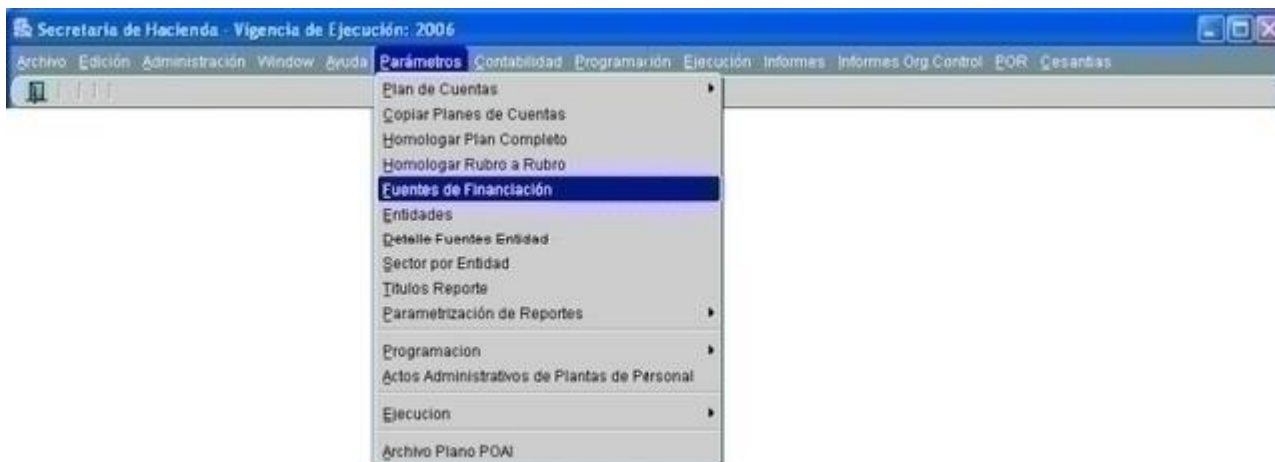 Secretaria de Hacienda - Vigencia de Ejecución: 2006
Archivo Edición Administración Window Ayuda Parámetros Contabilidad Programación Ejecución Informes Informes Org.Control POR Cesantias
Plan de Cuentas
Copiar Planes de Cuentas
Homologar Plan Completo
Homologar Rubro a Rubro
Fuentes de Financiación
Entidades
Detalle Fuentes Entidad
Sector por Entidad
Titulos Reporte
Parametrización de Reportes
Programacion
Actos Administrativos de Plantas de Personal
Ejecucion
Archivo Plano POAI